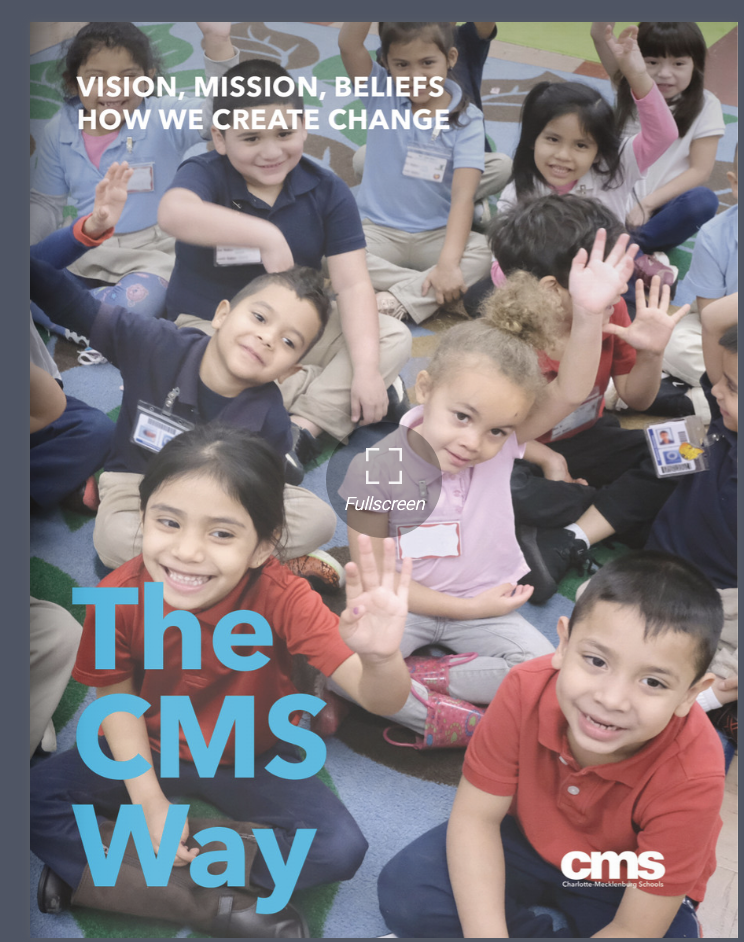 VISION, MISSION, BELIEFS
HOW WE CREATE CHANGE
Fullscreen
The
CMS
Way
cms
Charlotte-Mecklenburg Schools